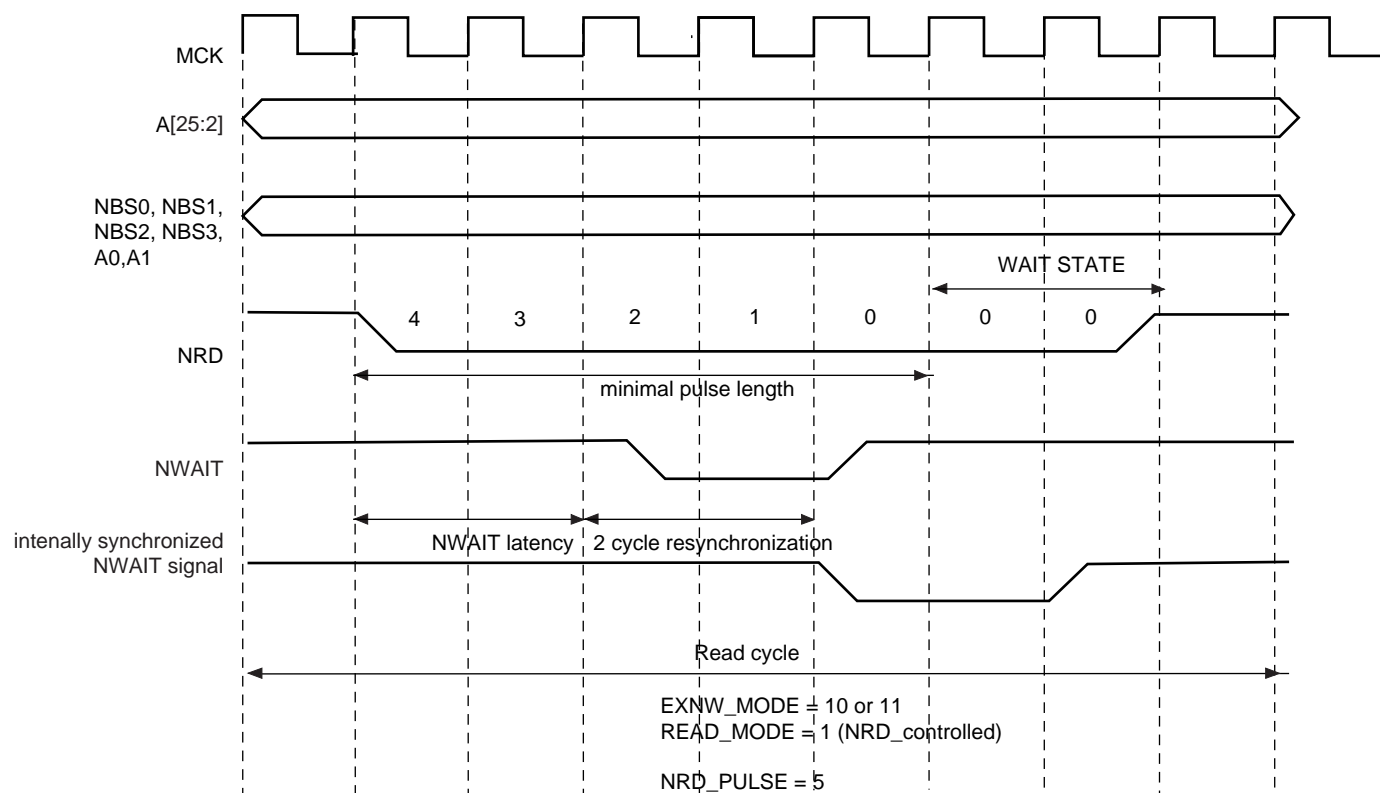 MCK
A[25:2]
NBS0, NBS1,
NBS2, NBS3,
A0,A1
WAIT STATE
4 3 2 1 0 0 0
NRD
minimal pulse length
NWAIT
NWAIT latency 2 cycle resynchronization
intenally synchronized
NWAIT signal
Read cycle
EXNW_MODE = 10 or 11
READ_MODE = 1 (NRD_controlled)
NRD_PULSE = 5